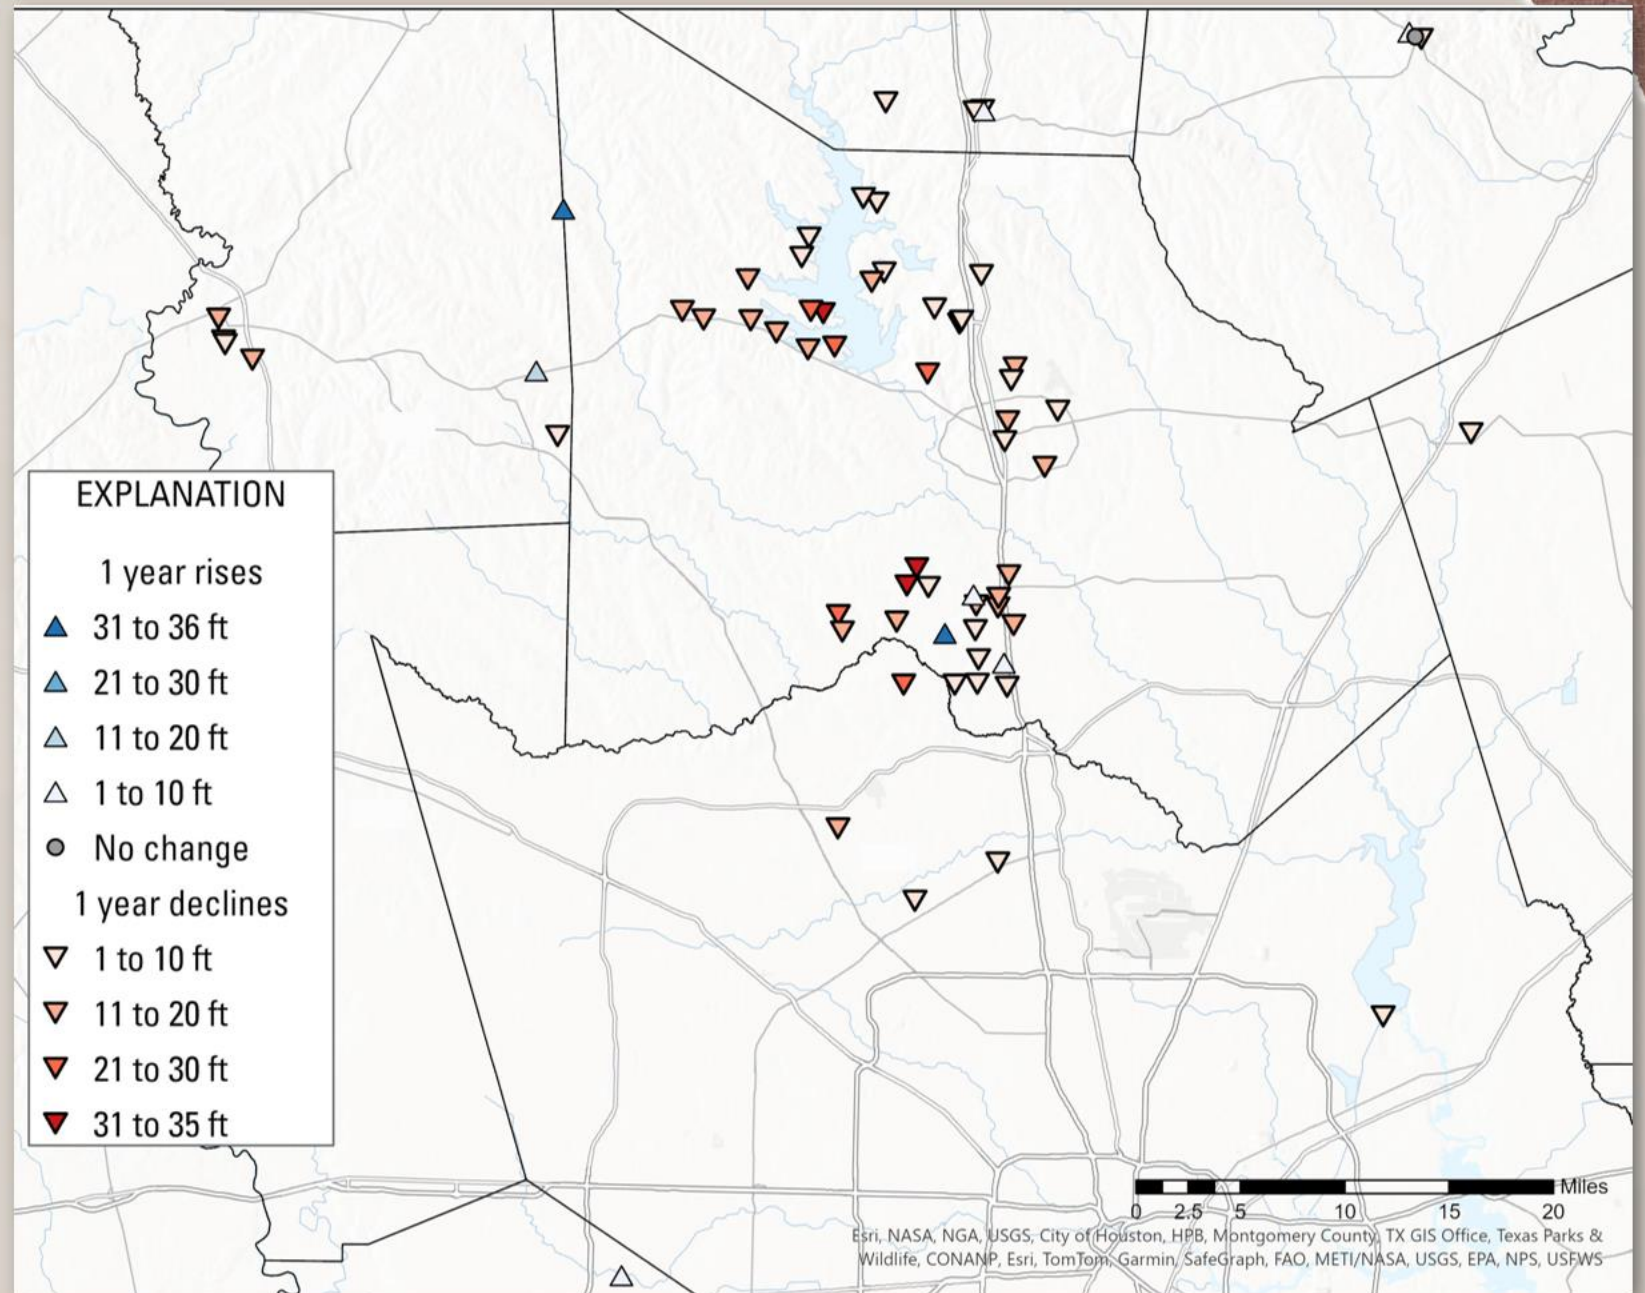 EXPLANATION
1 year rises
31 to 36 ft
21 to 30 ft
11 to 20 ft
1 to 10 ft
No change
1 year declines
1 to 10 ft
11 to 20 ft
21 to 30 ft
31 to 35 ft
Miles
0 2.5 5 10 15 20
Esri, NASA, NGA, USGS, City of Houston, HPB, Montgomery County, TX GIS Office, Texas Parks &
Wildlife, CONANP, Esri, TomTom, Garmin, SafeGraph, FAO, METI/NASA, USGS, EPA, NPS, USFWS